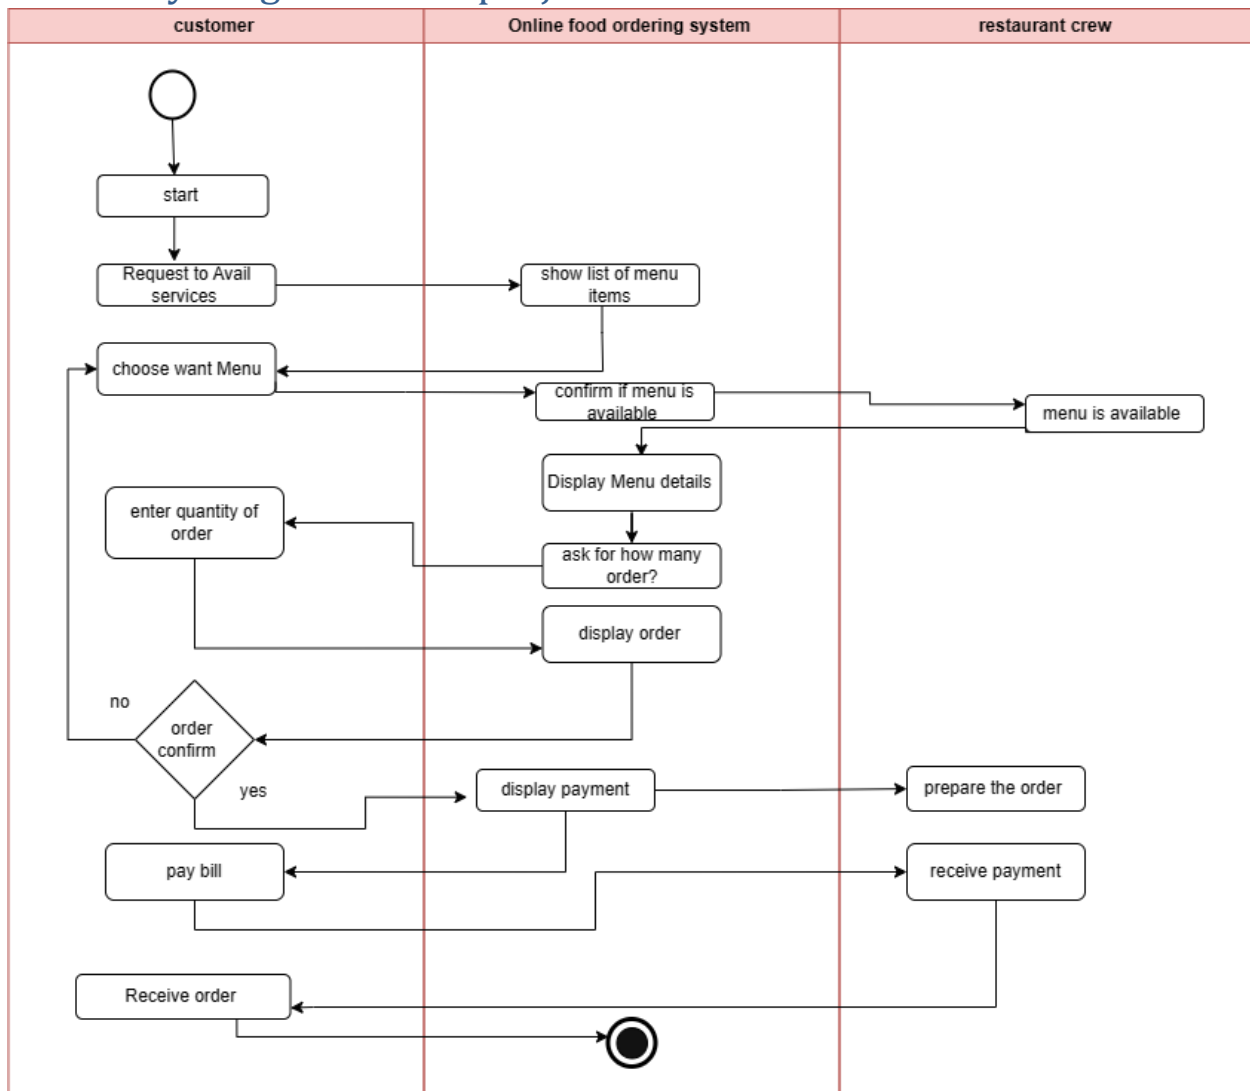 customer
Online food ordering system
restaurant crew
start
Request to Avail
services
show list of menu
items
choose want Menu
confirm if menu is
available
menu is available
Display Menu details
enter quantity of
order
ask for how many
order?
display order
no
order
confirm
yes
display payment
prepare the order
pay bill
receive payment
Receive order